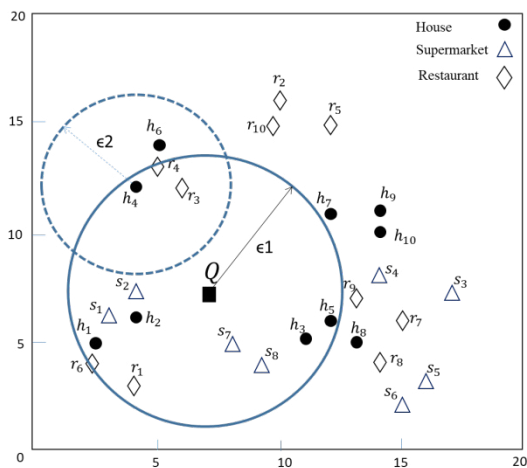 20
House
Supermarket
Restaurant
r2
r10
r5
15
h6
ϵ2
r4
h4
r3
h7
h9
ϵ1
10
h10
Q
s2
s4
s3
s1
r9
h2
h5
r7
s7
h1
h3
h8
5
s8
r6
r8
r1
s5
s6
0
5
10
15
20